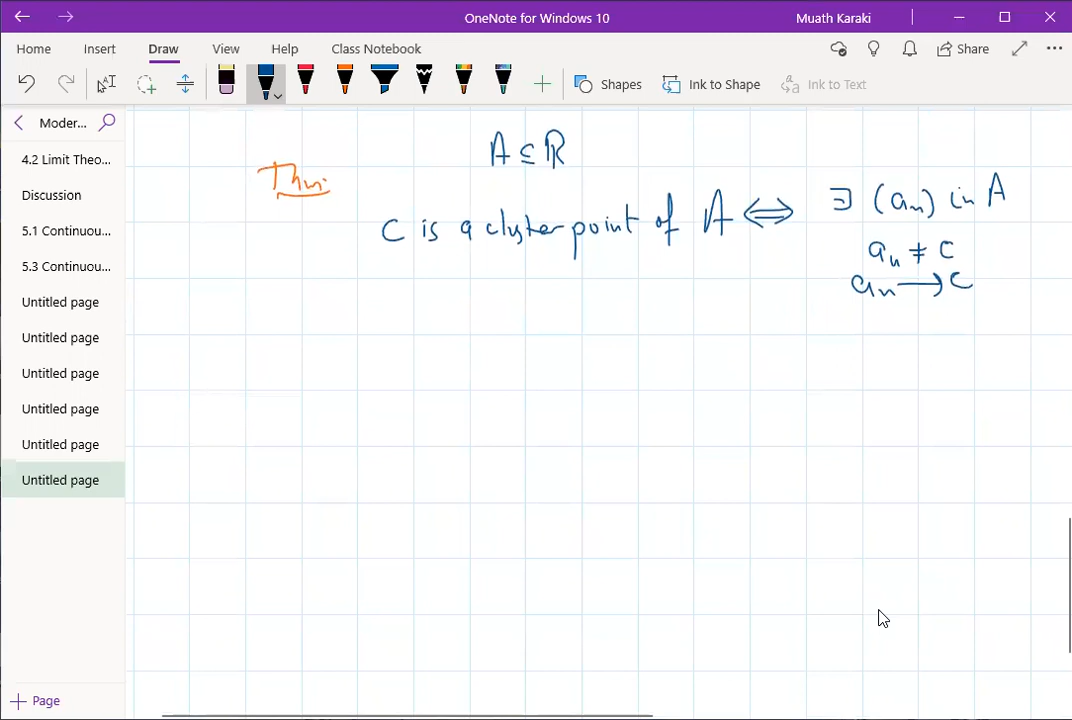 OneNote for Windows 10
Muath Karaki
Home Insert Draw View Help Class Notebook
Share
Shapes
Ink to Shape
Ink to Text
Moder...
4.2 Limit Theo...
Discussion
5.1 Continuou...
5.3 Continuou...
Untitled page
Untitled page
Untitled page
Untitled page
Untitled page
Untitled page
Page
A ⊆ ℝ
Thm:
c is a cluster point of A ⇔ ∃ (aₙ) in A
aₙ ≠ c
aₙ → c